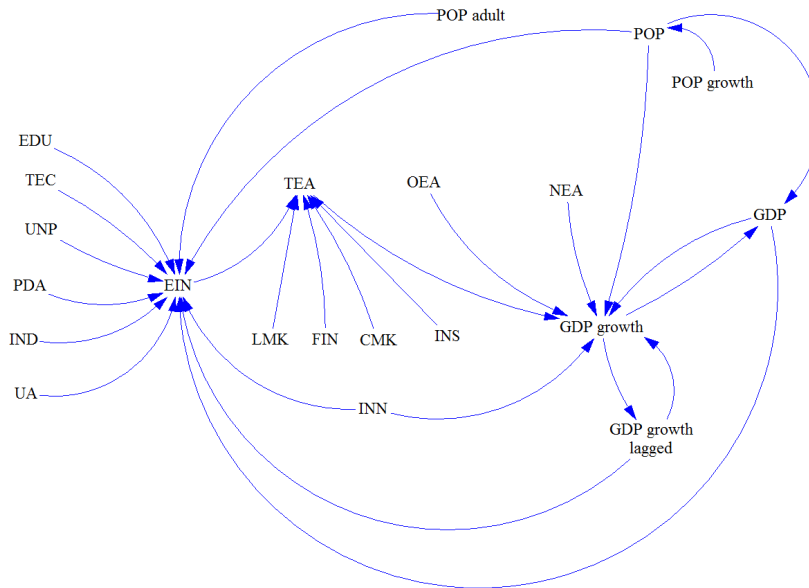 POP adult
POP
POP growth
EDU
TEC
TEA
OEA
NEA
UNP
GDP
PDA
EIN
IND
LMK
FIN
CMK
INS
GDP growth
UA
INN
GDP growth
lagged